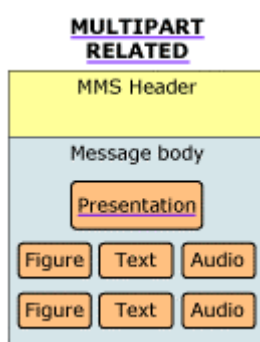 MULTIPART
RELATED
MMS Header
Message body
Presentation
Figure Text Audio
Figure Text Audio